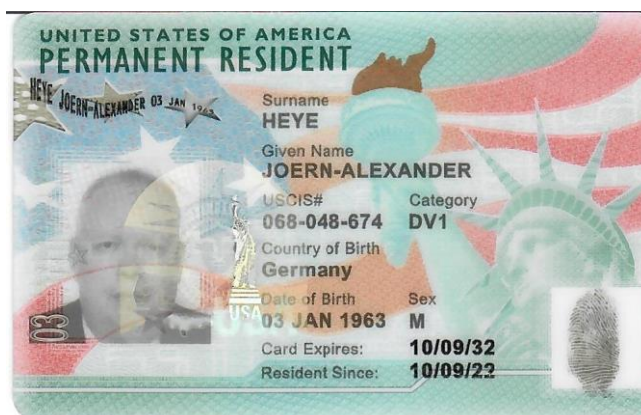 UNITED STATES OF AMERICA
PERMANENT RESIDENT
HEYE JOERN-ALEXANDER 03 JAN 1963
Surname
HEYE
Given Name
JOERN-ALEXANDER
USCIS# Category
068-048-674 DV1
Country of Birth
Germany
Date of Birth Sex
03 JAN 1963 M
USA
03
Card Expires: 10/09/32
Resident Since: 10/09/22